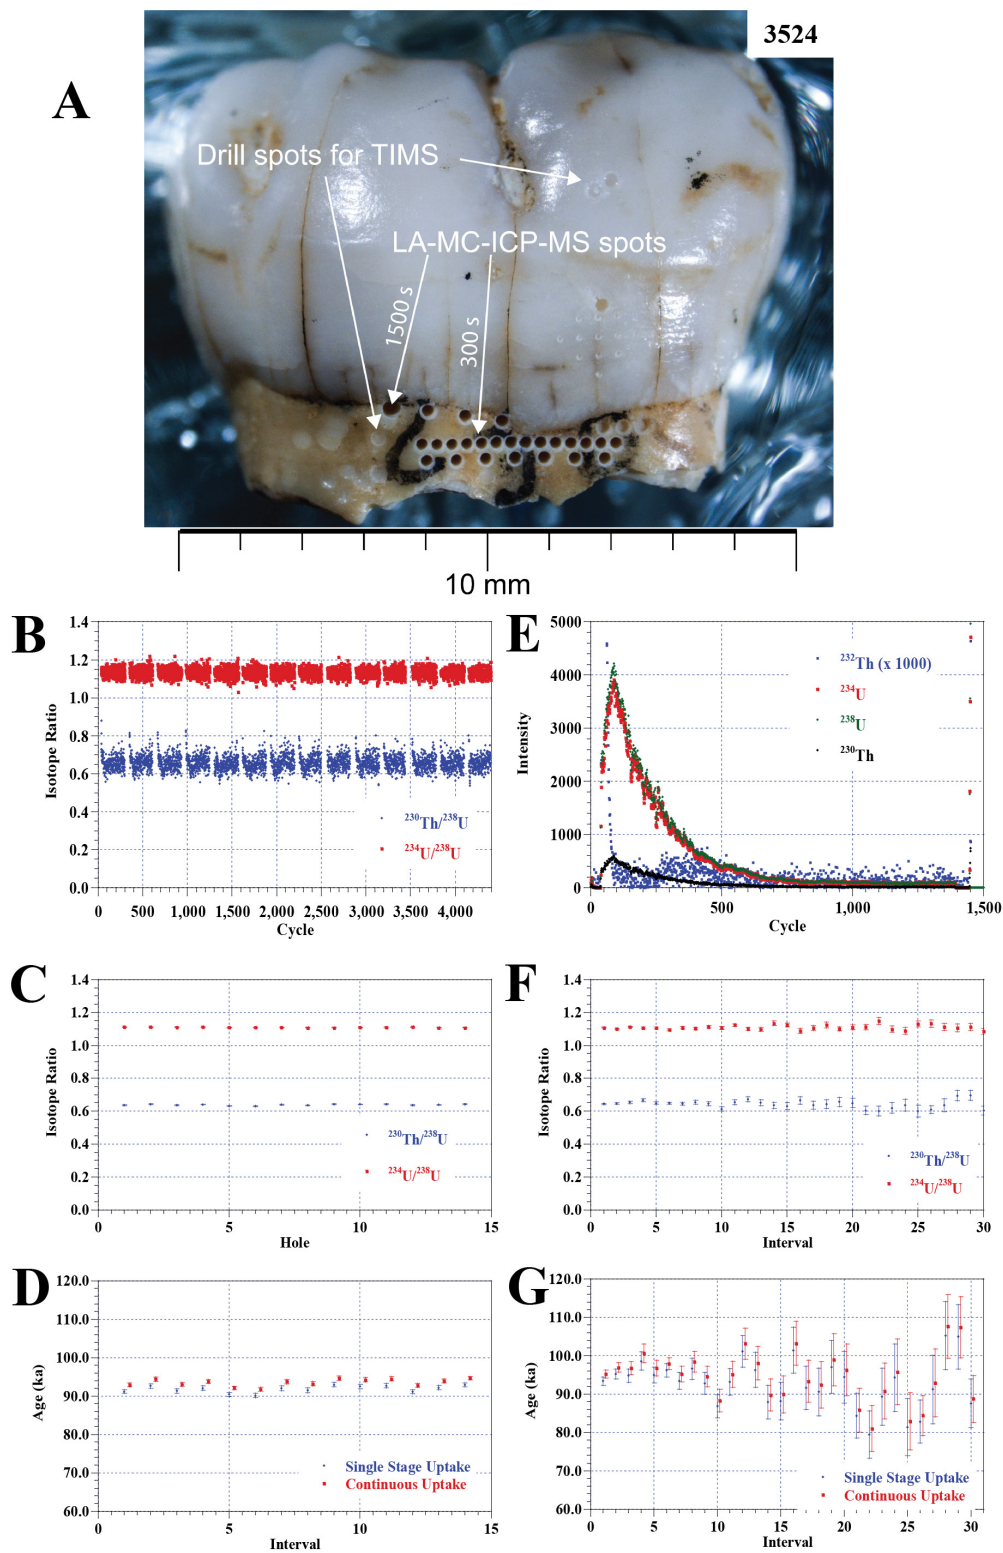 3524
A
Drill spots for TIMS
LA-MC-ICP-MS spots
1500 s
300 s
10 mm
B
1.4
1.2
1.0
0.8
0.6
0.4
0.2
0.0
Isotope Ratio
230Th/238U
234U/238U
0 500 1,000 1,500 2,000 2,500 3,000 3,500 4,000
Cycle
E
5000
4000
3000
2000
1000
0
Intensity
232Th (x 1000)
234U
238U
230Th
0 500 1,000 1,500
Cycle
C
1.4
1.2
1.0
0.8
0.6
0.4
0.2
0.0
Isotope Ratio
230Th/238U
234U/238U
0 5 10 15
Hole
F
1.4
1.2
1.0
0.8
0.6
0.4
0.2
0.0
Isotope Ratio
230Th/238U
234U/238U
0 5 10 15 20 25 30
Interval
D
120.0
110.0
100.0
90.0
80.0
70.0
60.0
Age (ka)
Single Stage Uptake
Continuous Uptake
0 5 10 15
Interval
G
120.0
110.0
100.0
90.0
80.0
70.0
60.0
Age (ka)
Single Stage Uptake
Continuous Uptake
0 5 10 15 20 25 30
Interval